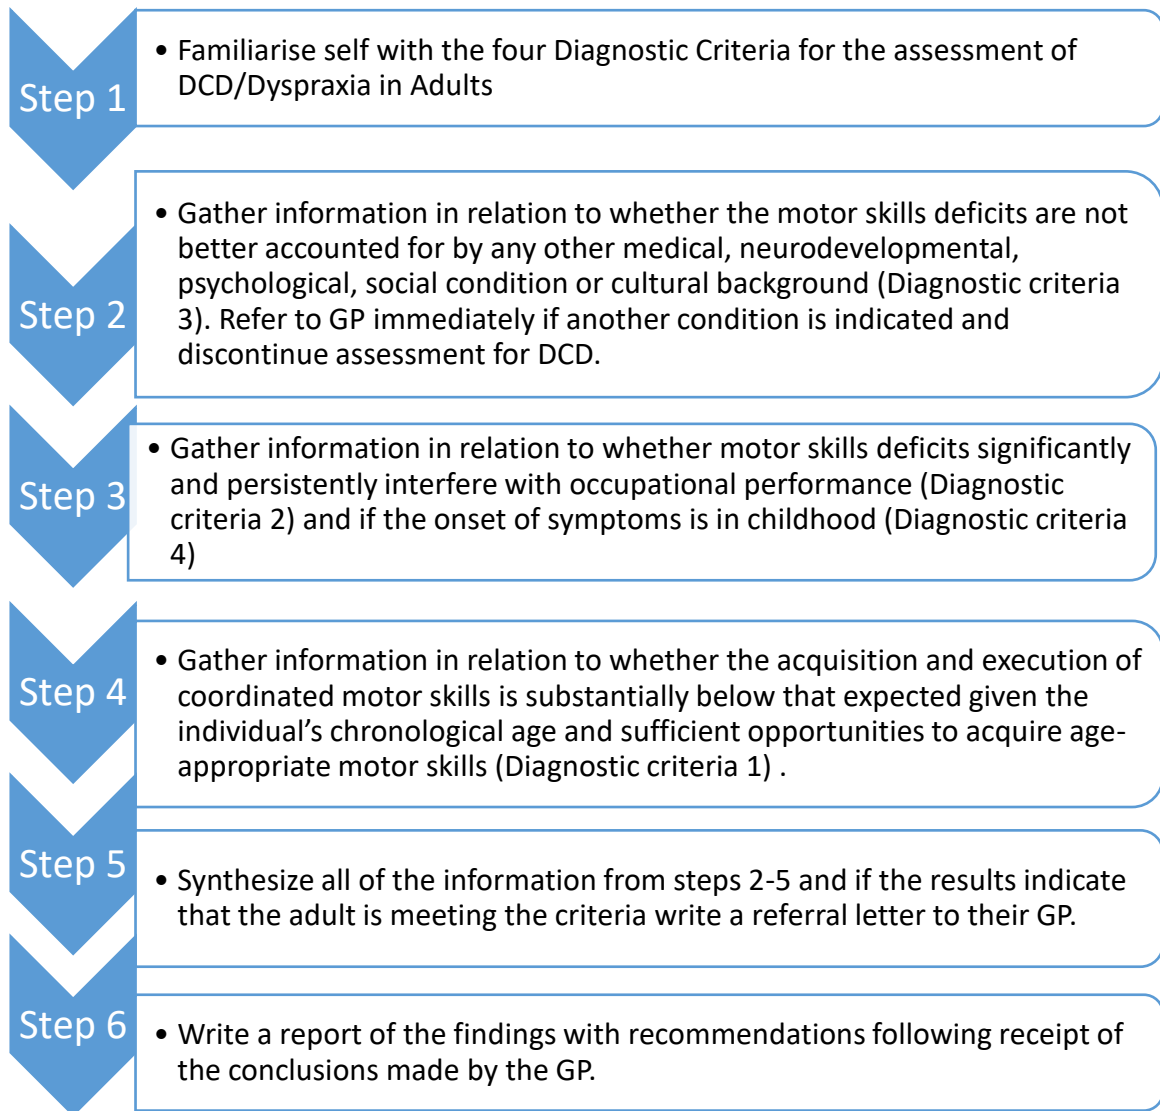 Step 1
• Familiarise self with the four Diagnostic Criteria for the assessment of
DCD/Dyspraxia in Adults
Step 2
• Gather information in relation to whether the motor skills deficits are not
better accounted for by any other medical, neurodevelopmental,
psychological, social condition or cultural background (Diagnostic criteria
3). Refer to GP immediately if another condition is indicated and
discontinue assessment for DCD.
Step 3
• Gather information in relation to whether motor skills deficits significantly
and persistently interfere with occupational performance (Diagnostic
criteria 2) and if the onset of symptoms is in childhood (Diagnostic criteria
4)
Step 4
• Gather information in relation to whether the acquisition and execution of
coordinated motor skills is substantially below that expected given the
individual’s chronological age and sufficient opportunities to acquire age-
appropriate motor skills (Diagnostic criteria 1) .
Step 5
• Synthesize all of the information from steps 2-5 and if the results indicate
that the adult is meeting the criteria write a referral letter to their GP.
Step 6
• Write a report of the findings with recommendations following receipt of
the conclusions made by the GP.